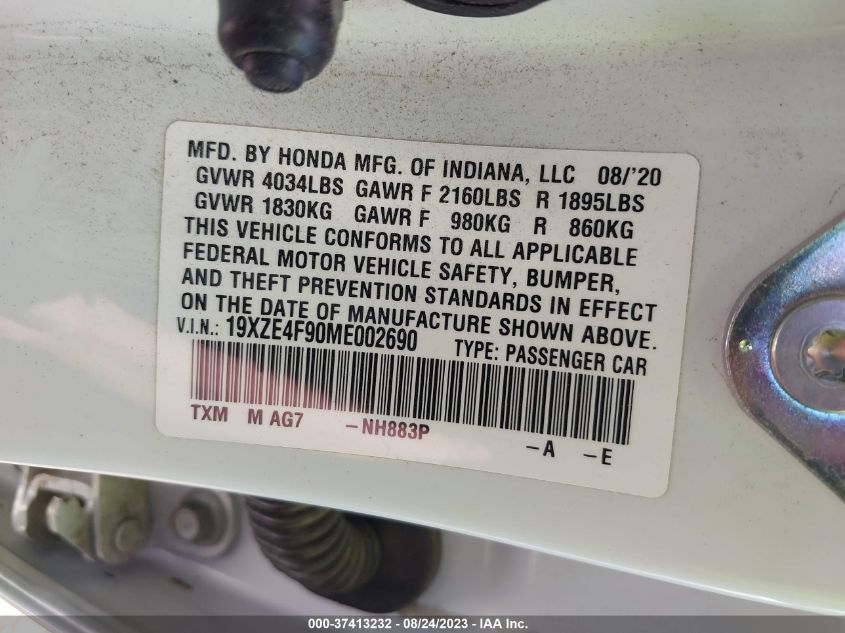 MFD. BY HONDA MFG. OF INDIANA, LLC 08/'20
GVWR 4034LBS GAWR F 2160LBS R 1895LBS
GVWR 1830KG GAWR F 980KG R 860KG
THIS VEHICLE CONFORMS TO ALL APPLICABLE
FEDERAL MOTOR VEHICLE SAFETY, BUMPER,
AND THEFT PREVENTION STANDARDS IN EFFECT
ON THE DATE OF MANUFACTURE SHOWN ABOVE.
V.I.N.: 19XZE4F90ME002690 TYPE: PASSENGER CAR
TXM M AG7 -NH883P -A -E
000-37413232 - 08/24/2023 - IAA Inc.